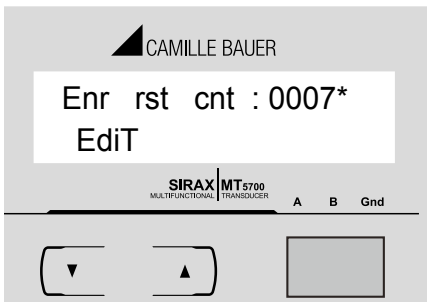 CAMILLE BAUER
Enr rst cnt : 0007*
EdiT
SIRAX MT5700
MULTIFUNCTIONAL TRANSDUCER
A B Gnd